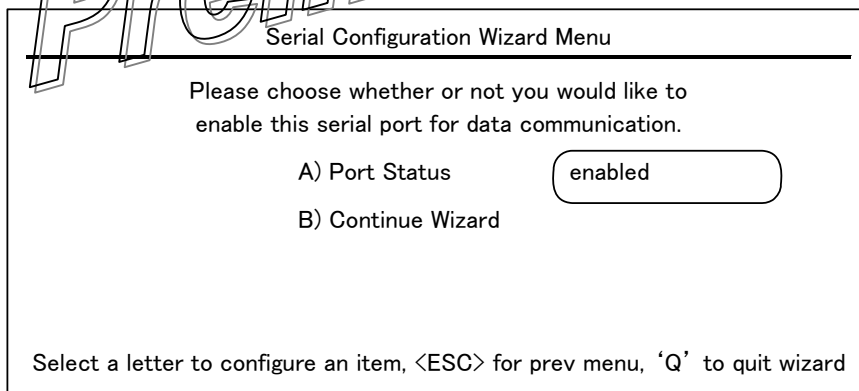 Serial Configuration Wizard Menu
Please choose whether or not you would like to
enable this serial port for data communication.
A) Port Status enabled
B) Continue Wizard
Select a letter to configure an item, <ESC> for prev menu, ‘Q’ to quit wizard